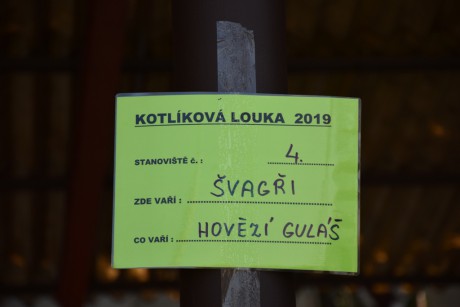 KOTLÍKOVÁ LOUKA 2019
STANOVIŠTĚ č. : 4.
ZDE VAŘÍ : ŠVAGŘI
CO VAŘÍ : HOVĚZÍ GULÁŠ